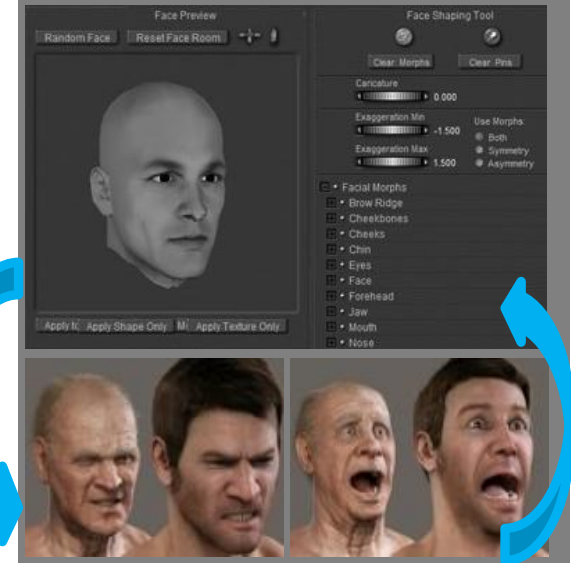 Face Preview
Random Face
Reset Face Room
Apply Shape Only
Apply Texture Only
Face Shaping Tool
Clear Morphs
Clear Pins
Caricature
0.000
Exaggeration Min
-1.500
Exaggeration Max
1.500
Use Morphs:
Both
Symmetry
Asymmetry
Facial Morphs
Brow Ridge
Cheekbones
Cheeks
Chin
Eyes
Face
Forehead
Jaw
Mouth
Nose